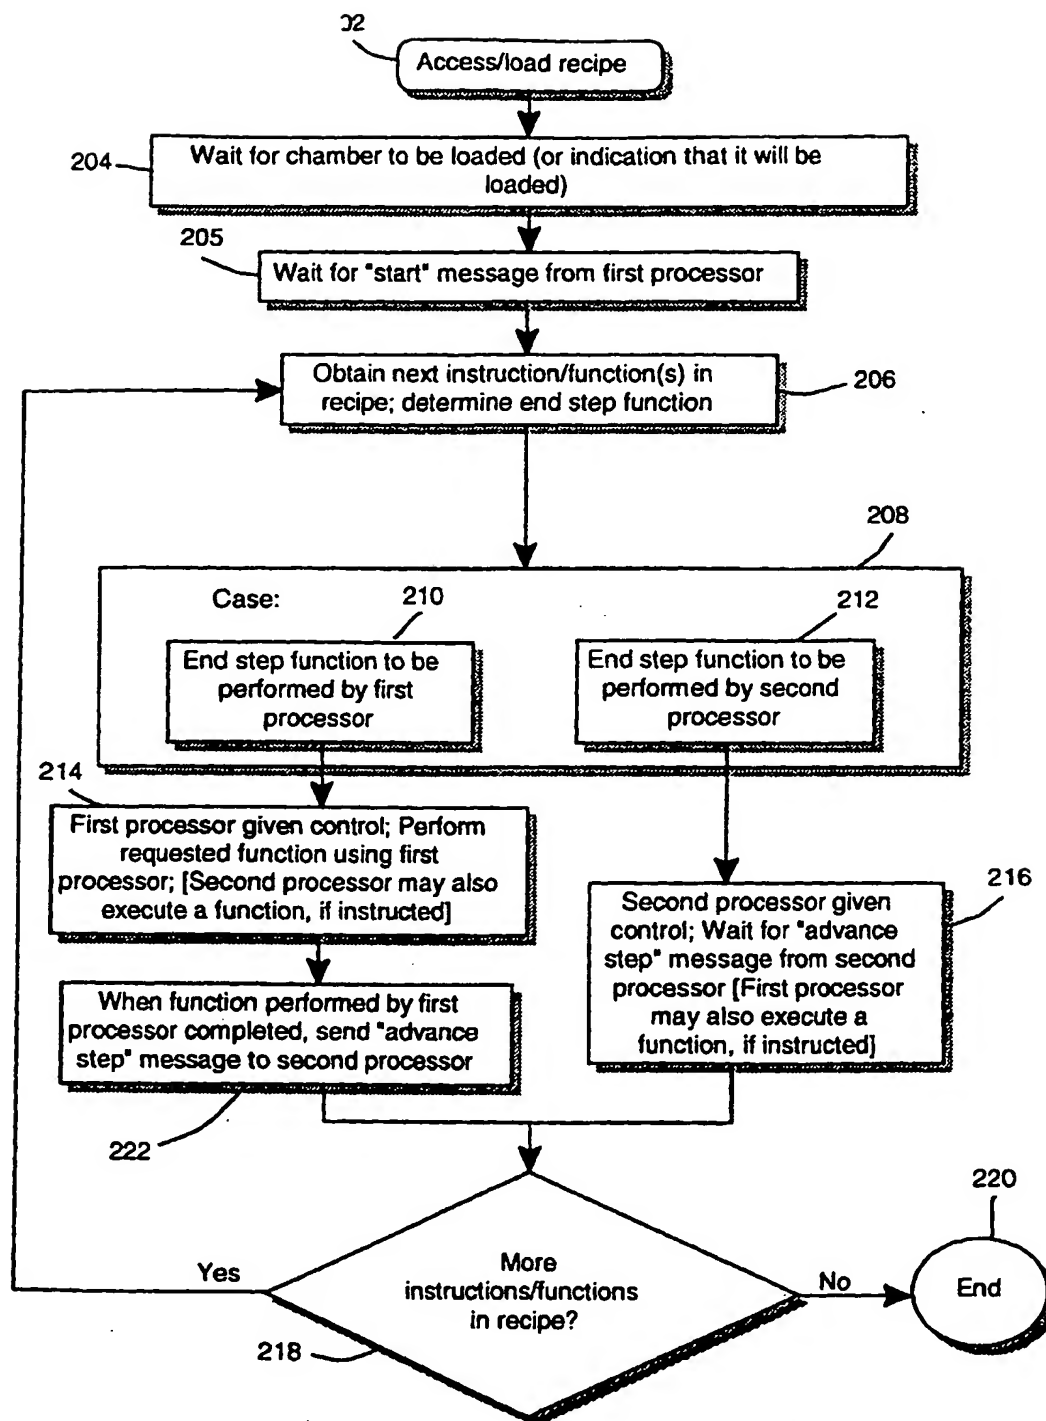 02
Access/load recipe
204
Wait for chamber to be loaded (or indication that it will be
loaded)
205
Wait for "start" message from first processor
Obtain next instruction/function(s) in
recipe; determine end step function
206
208
Case:
210
212
End step function to be
performed by first
processor
End step function to be
performed by second
processor
214
First processor given control; Perform
requested function using first
processor; [Second processor may also
execute a function, if instructed]
216
Second processor given
control; Wait for "advance
step" message from second
processor [First processor
may also execute a
function, if instructed]
When function performed by first
processor completed, send "advance
step" message to second processor
222
220
More
instructions/functions
in recipe?
Yes
No
End
218